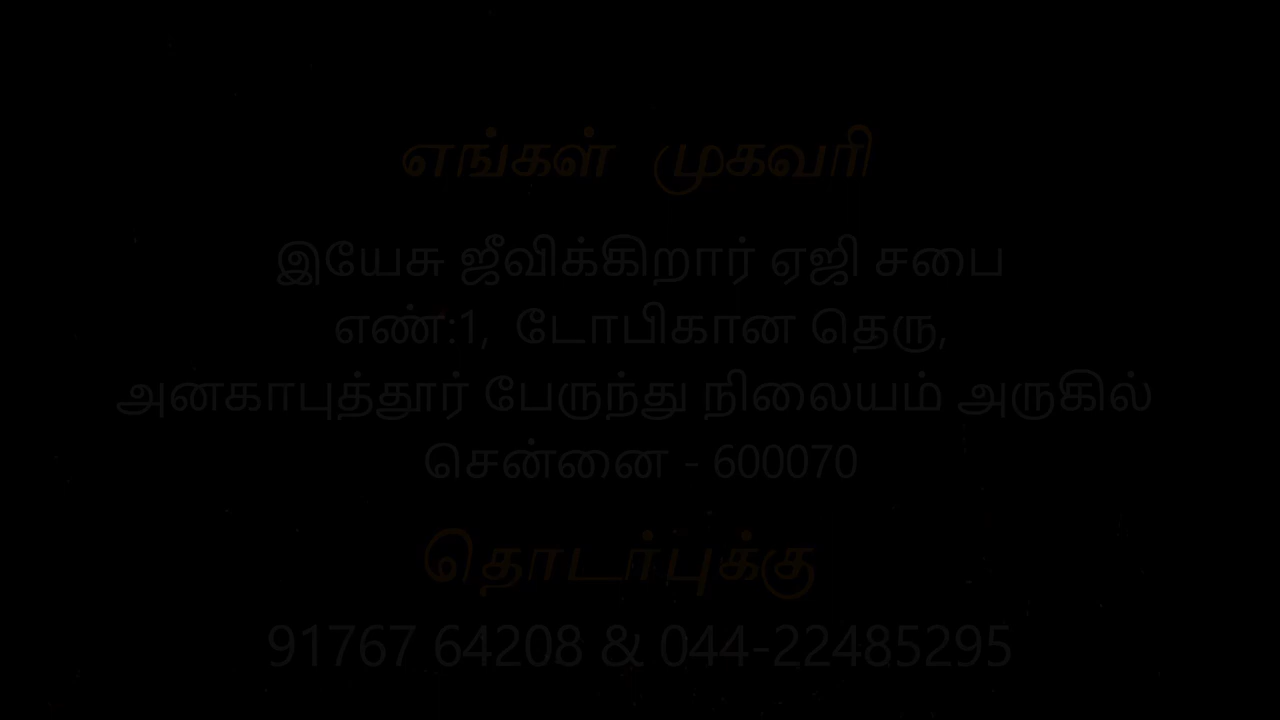 எங்கள் முகவரி
இயேசு ஜீவிக்கிறார் ஏஜி சபை
எண்:1, டோபிகான தெரு,
அனகாபுத்தூர் பேருந்து நிலையம் அருகில்
சென்னை - 600070
தொடர்புக்கு
91767 64208 & 044-22485295